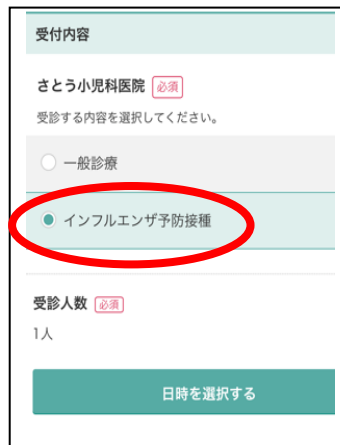 受付内容
さとう小児科医院 必須
受診する内容を選択してください。
一般診療
インフルエンザ予防接種
受診人数 必須
1人
日時を選択する